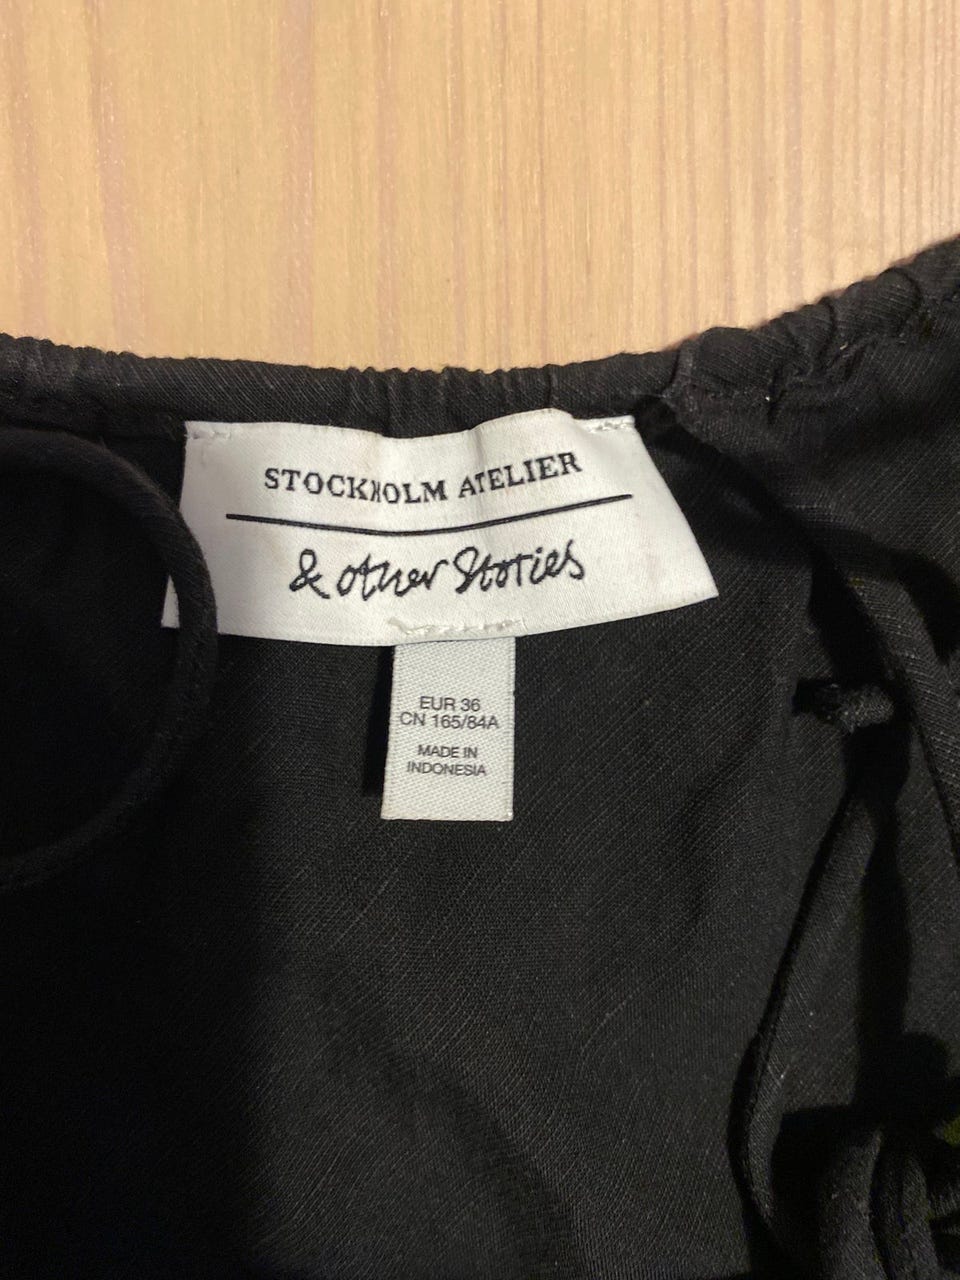 STOCKHOLM ATELIER
& other Stories
EUR 36
CN 165/84A
MADE IN
INDONESIA